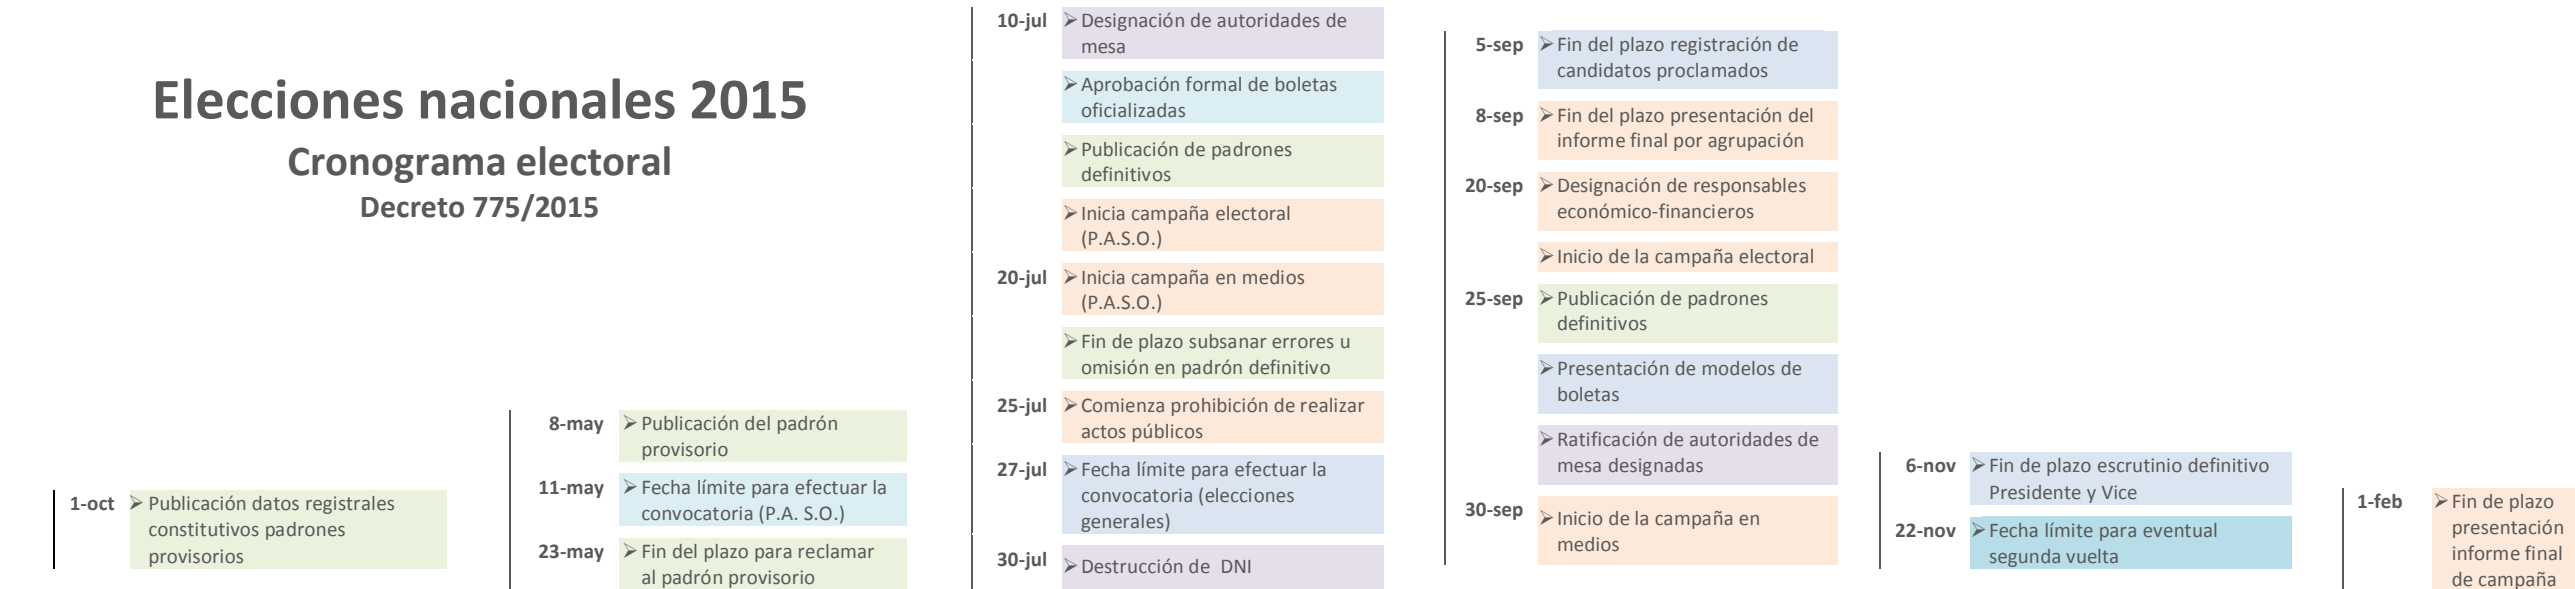 Elecciones nacionales 2015
Cronograma electoral
Decreto 775/2015
1-oct ➢ Publicación datos registrales
constitutivos padrones
provisorios
8-may ➢ Publicación del padrón
provisorio
11-may ➢ Fecha límite para efectuar la
convocatoria (P.A. S.O.)
23-may ➢ Fin del plazo para reclamar
al padrón provisorio
10-jul ➢ Designación de autoridades de
mesa
➢ Aprobación formal de boletas
oficializadas
➢ Publicación de padrones
definitivos
➢ Inicia campaña electoral
(P.A.S.O.)
20-jul ➢ Inicia campaña en medios
(P.A.S.O.)
➢ Fin de plazo subsanar errores u
omisión en padrón definitivo
25-jul ➢ Comienza prohibición de realizar
actos públicos
27-jul ➢ Fecha límite para efectuar la
convocatoria (elecciones
generales)
30-jul ➢ Destrucción de DNI
5-sep ➢ Fin del plazo registración de
candidatos proclamados
8-sep ➢ Fin del plazo presentación del
informe final por agrupación
20-sep ➢ Designación de responsables
económico-financieros
➢ Inicio de la campaña electoral
25-sep ➢ Publicación de padrones
definitivos
➢ Presentación de modelos de
boletas
➢ Ratificación de autoridades de
mesa designadas
30-sep ➢ Inicio de la campaña en
medios
6-nov ➢ Fin de plazo escrutinio definitivo
Presidente y Vice
22-nov ➢ Fecha límite para eventual
segunda vuelta
1-feb ➢ Fin de plazo
presentación
informe final
de campaña